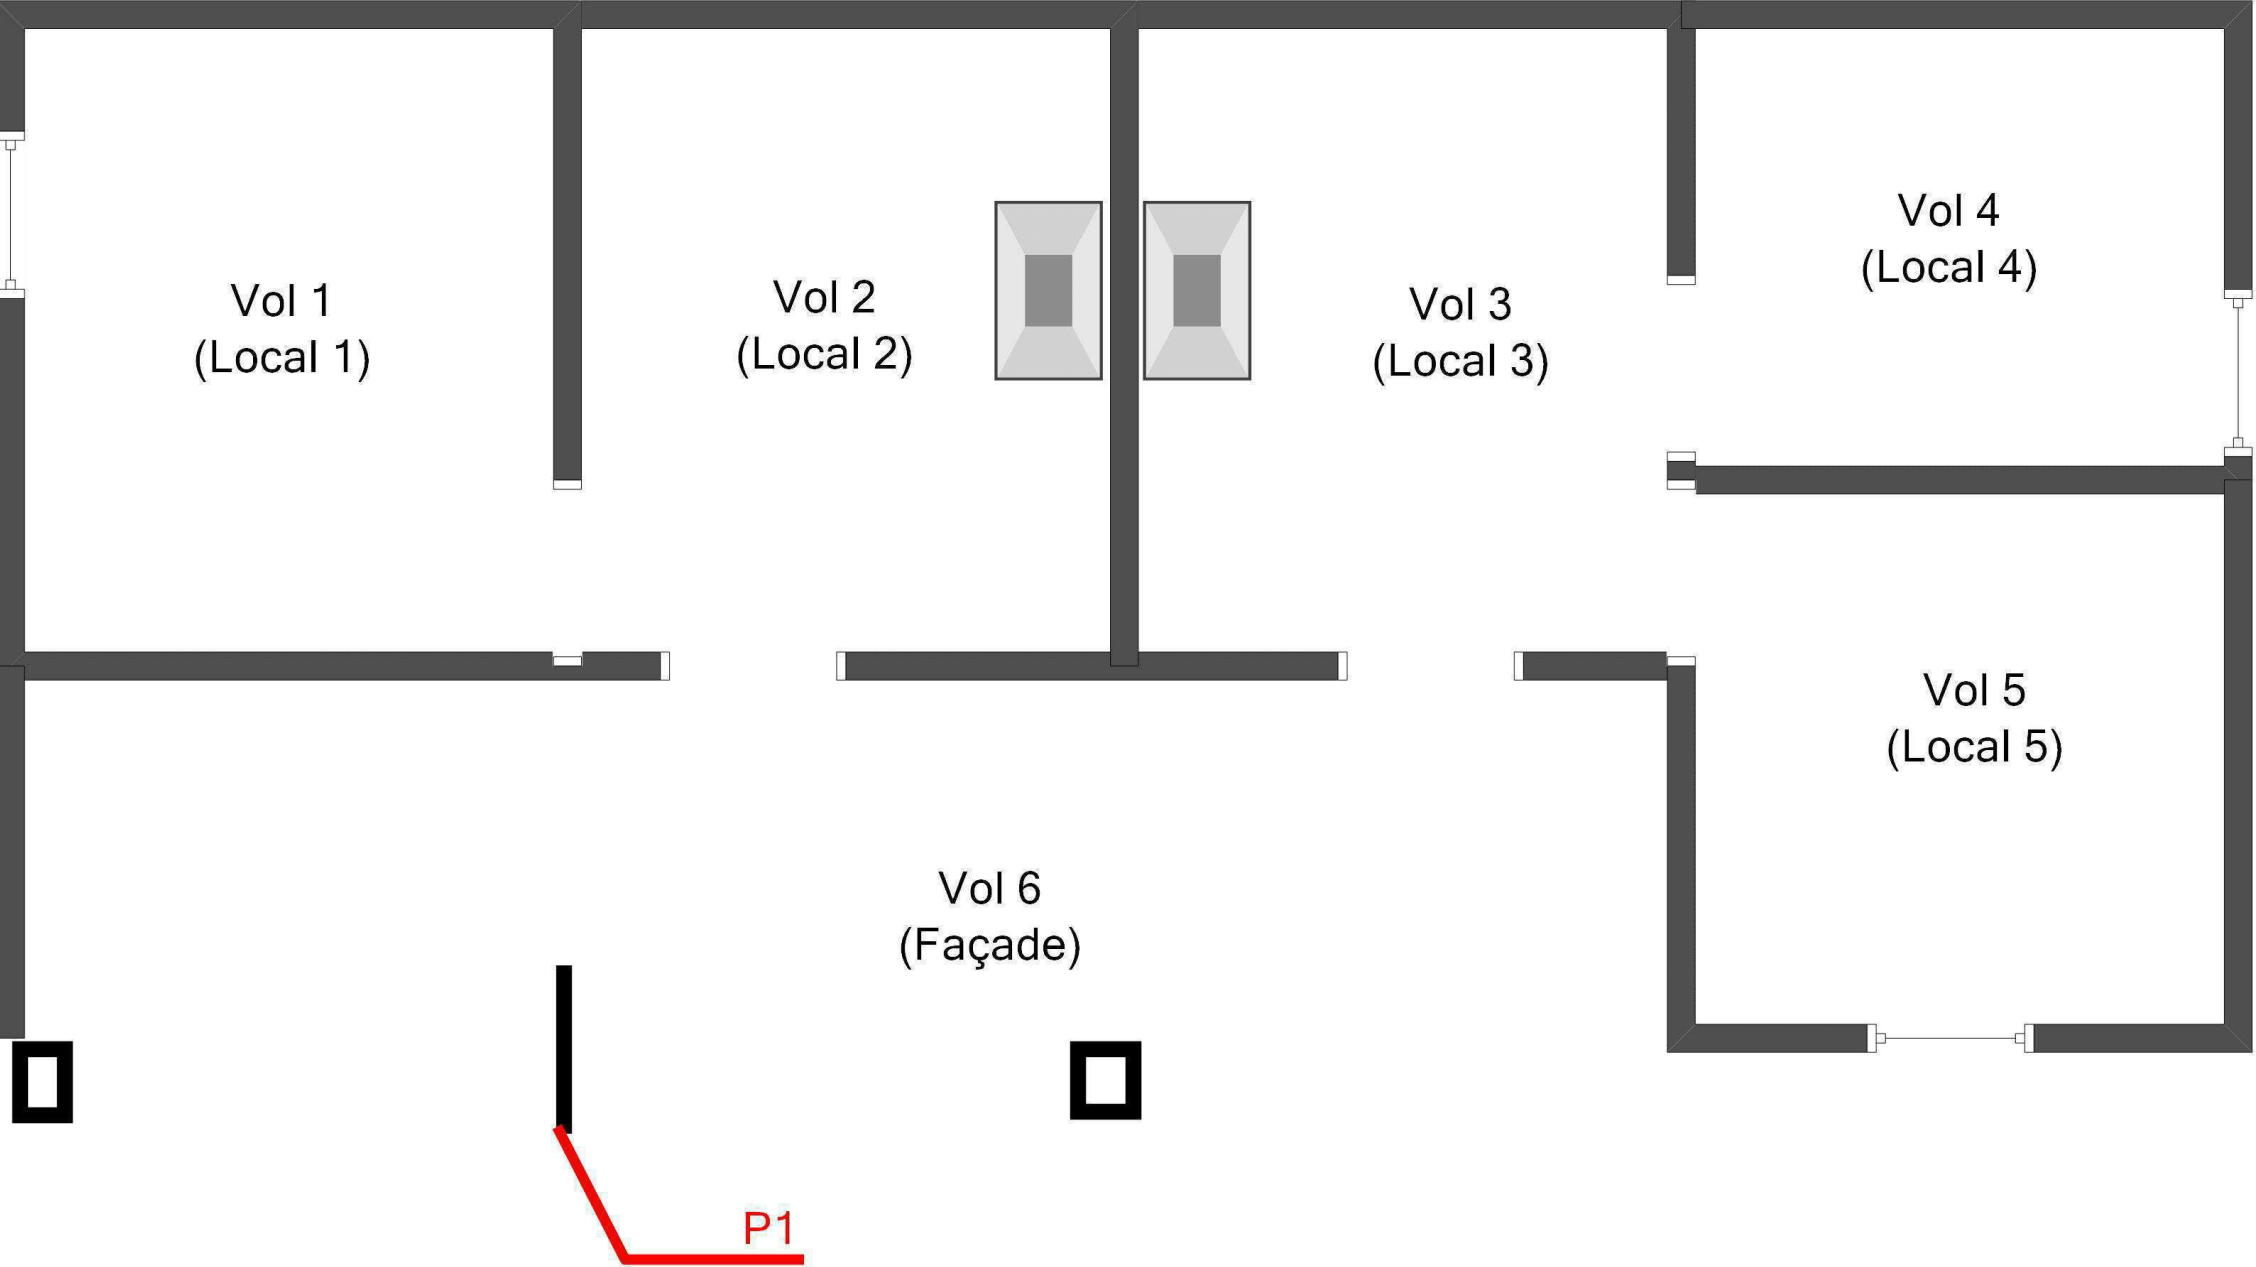 Vol 1
(Local 1)
Vol 2
(Local 2)
Vol 3
(Local 3)
Vol 4
(Local 4)
Vol 5
(Local 5)
Vol 6
(Façade)
P1